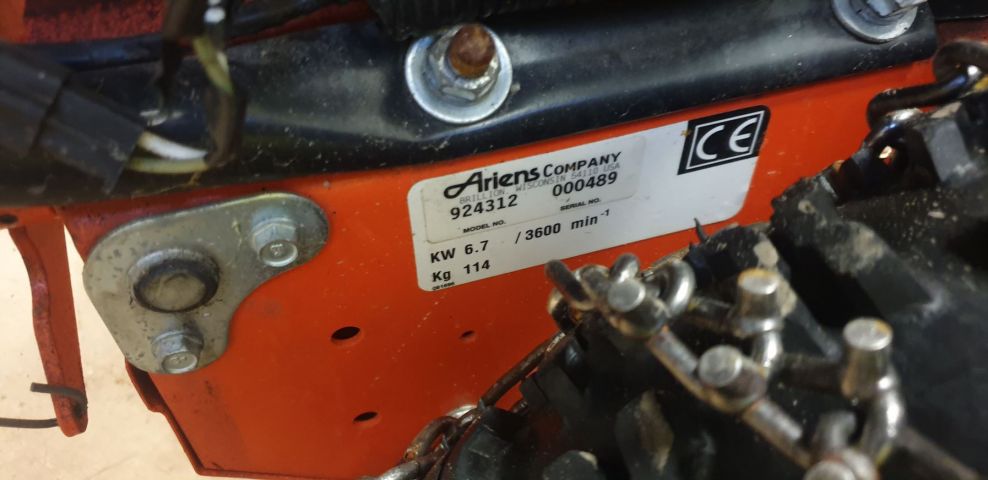 Ariens COMPANY
BRILLION, WISCONSIN 54110 USA
924312 000489
MODEL NO. SERIAL NO.
KW 6.7 / 3600 min⁻¹
Kg 114
CE